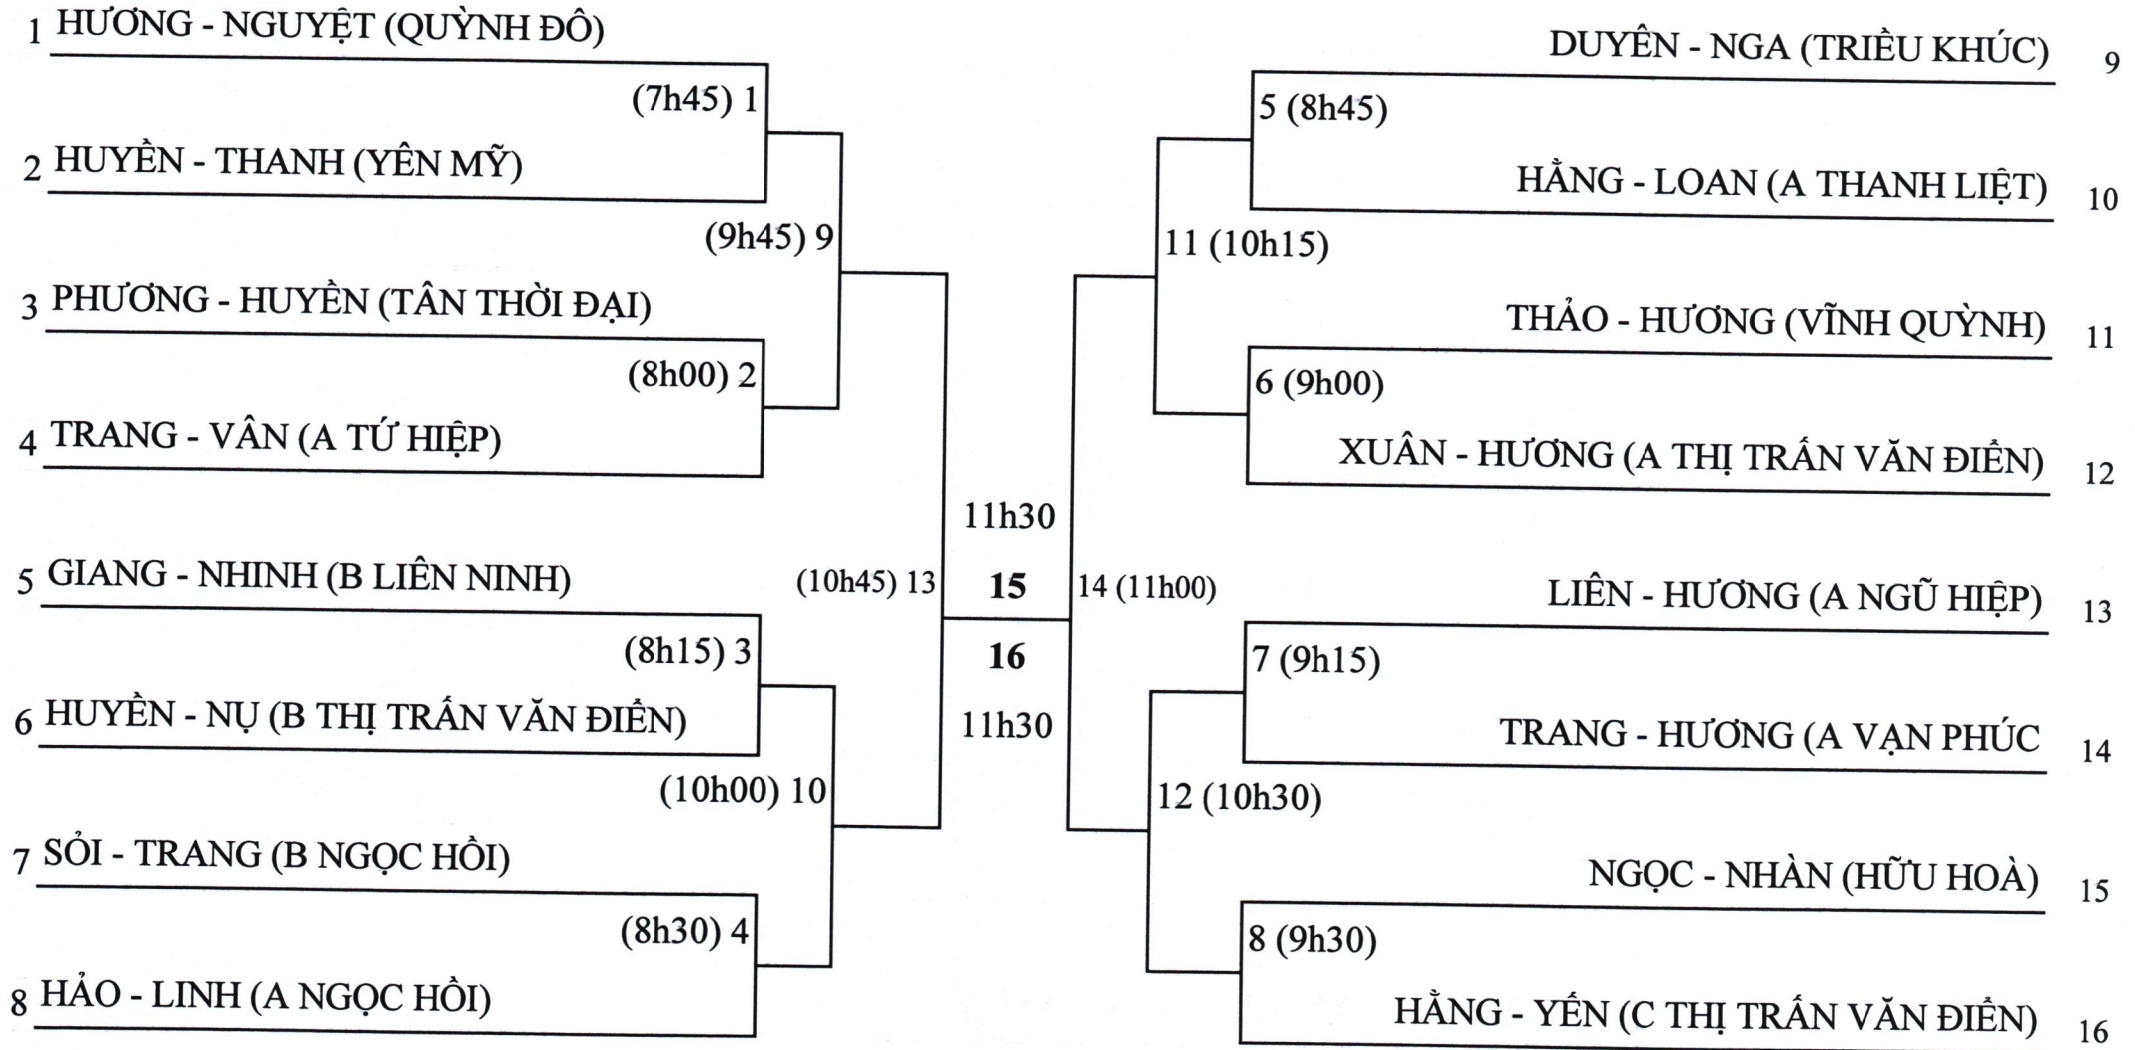 1 HƯƠNG - NGUYỆT (QUỲNH ĐÔ)
(7h45) 1
2 HUYỀN - THANH (YÊN MỸ)
(9h45) 9
3 PHƯƠNG - HUYỀN (TÂN THỜI ĐẠI)
(8h00) 2
4 TRANG - VÂN (A TỨ HIỆP)
5 GIANG - NHINH (B LIÊN NINH)
(10h45) 13
(8h15) 3
6 HUYỀN - NỤ (B THỊ TRẤN VĂN ĐIỂN)
(10h00) 10
7 SỎI - TRANG (B NGỌC HỒI)
(8h30) 4
8 HẢO - LINH (A NGỌC HỒI)
11h30
15
16
11h30
DUYÊN - NGA (TRIỀU KHÚC) 9
5 (8h45)
HẰNG - LOAN (A THANH LIỆT) 10
11 (10h15)
THẢO - HƯƠNG (VĨNH QUỲNH) 11
6 (9h00)
XUÂN - HƯƠNG (A THỊ TRẤN VĂN ĐIỂN) 12
14 (11h00)
LIÊN - HƯƠNG (A NGŨ HIỆP) 13
7 (9h15)
TRANG - HƯƠNG (A VẠN PHÚC 14
12 (10h30)
NGỌC - NHÀN (HỮU HOÀ) 15
8 (9h30)
HẰNG - YẾN (C THỊ TRẤN VĂN ĐIỂN) 16